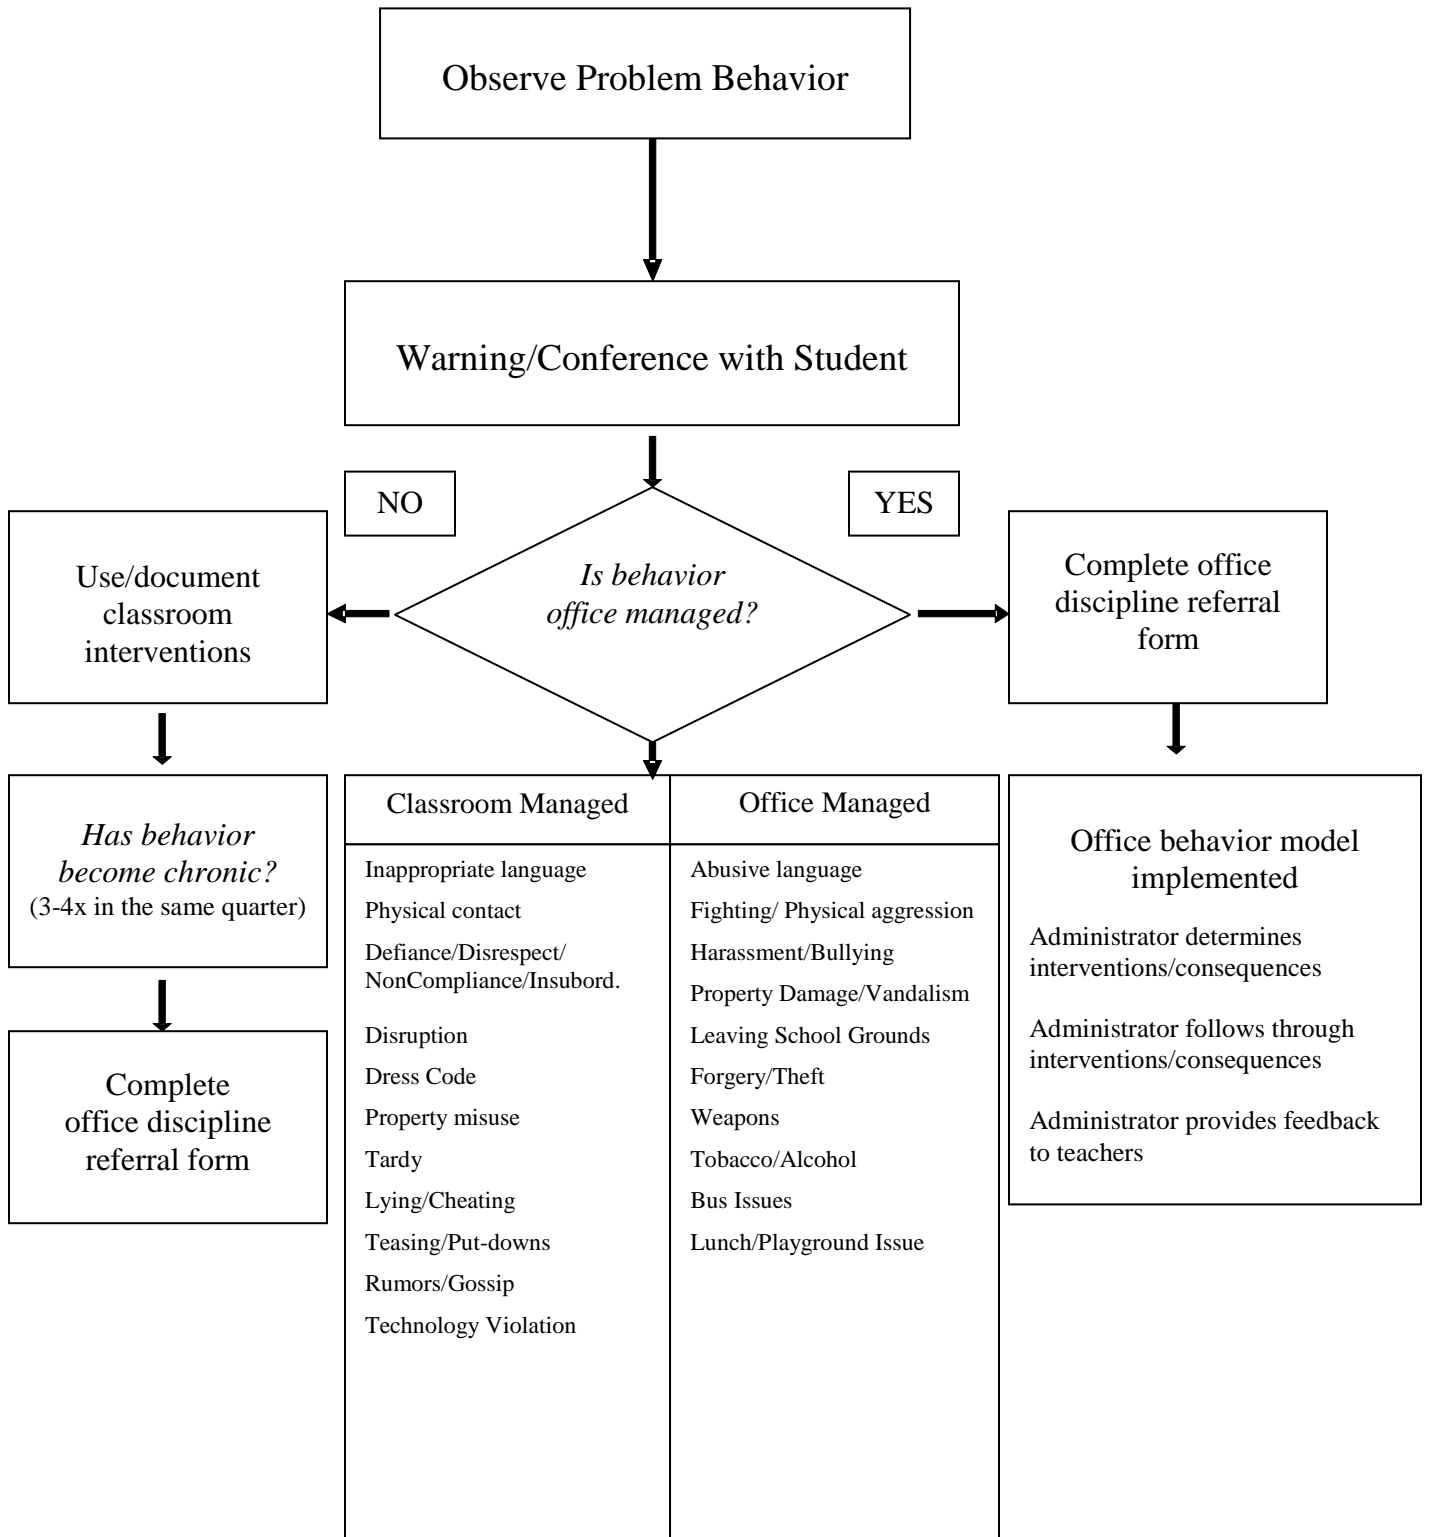 Observe Problem Behavior
Warning/Conference with Student
NO
YES
Is behavior
office managed?
Use/document
classroom
interventions
Complete office
discipline referral
form
Has behavior
become chronic?
(3-4x in the same quarter)
Complete
office discipline
referral form
Classroom Managed
Inappropriate language
Physical contact
Defiance/Disrespect/
NonCompliance/Insubord.
Disruption
Dress Code
Property misuse
Tardy
Lying/Cheating
Teasing/Put-downs
Rumors/Gossip
Technology Violation
Office Managed
Abusive language
Fighting/ Physical aggression
Harassment/Bullying
Property Damage/Vandalism
Leaving School Grounds
Forgery/Theft
Weapons
Tobacco/Alcohol
Bus Issues
Lunch/Playground Issue
Office behavior model
implemented
Administrator determines
interventions/consequences
Administrator follows through
interventions/consequences
Administrator provides feedback
to teachers